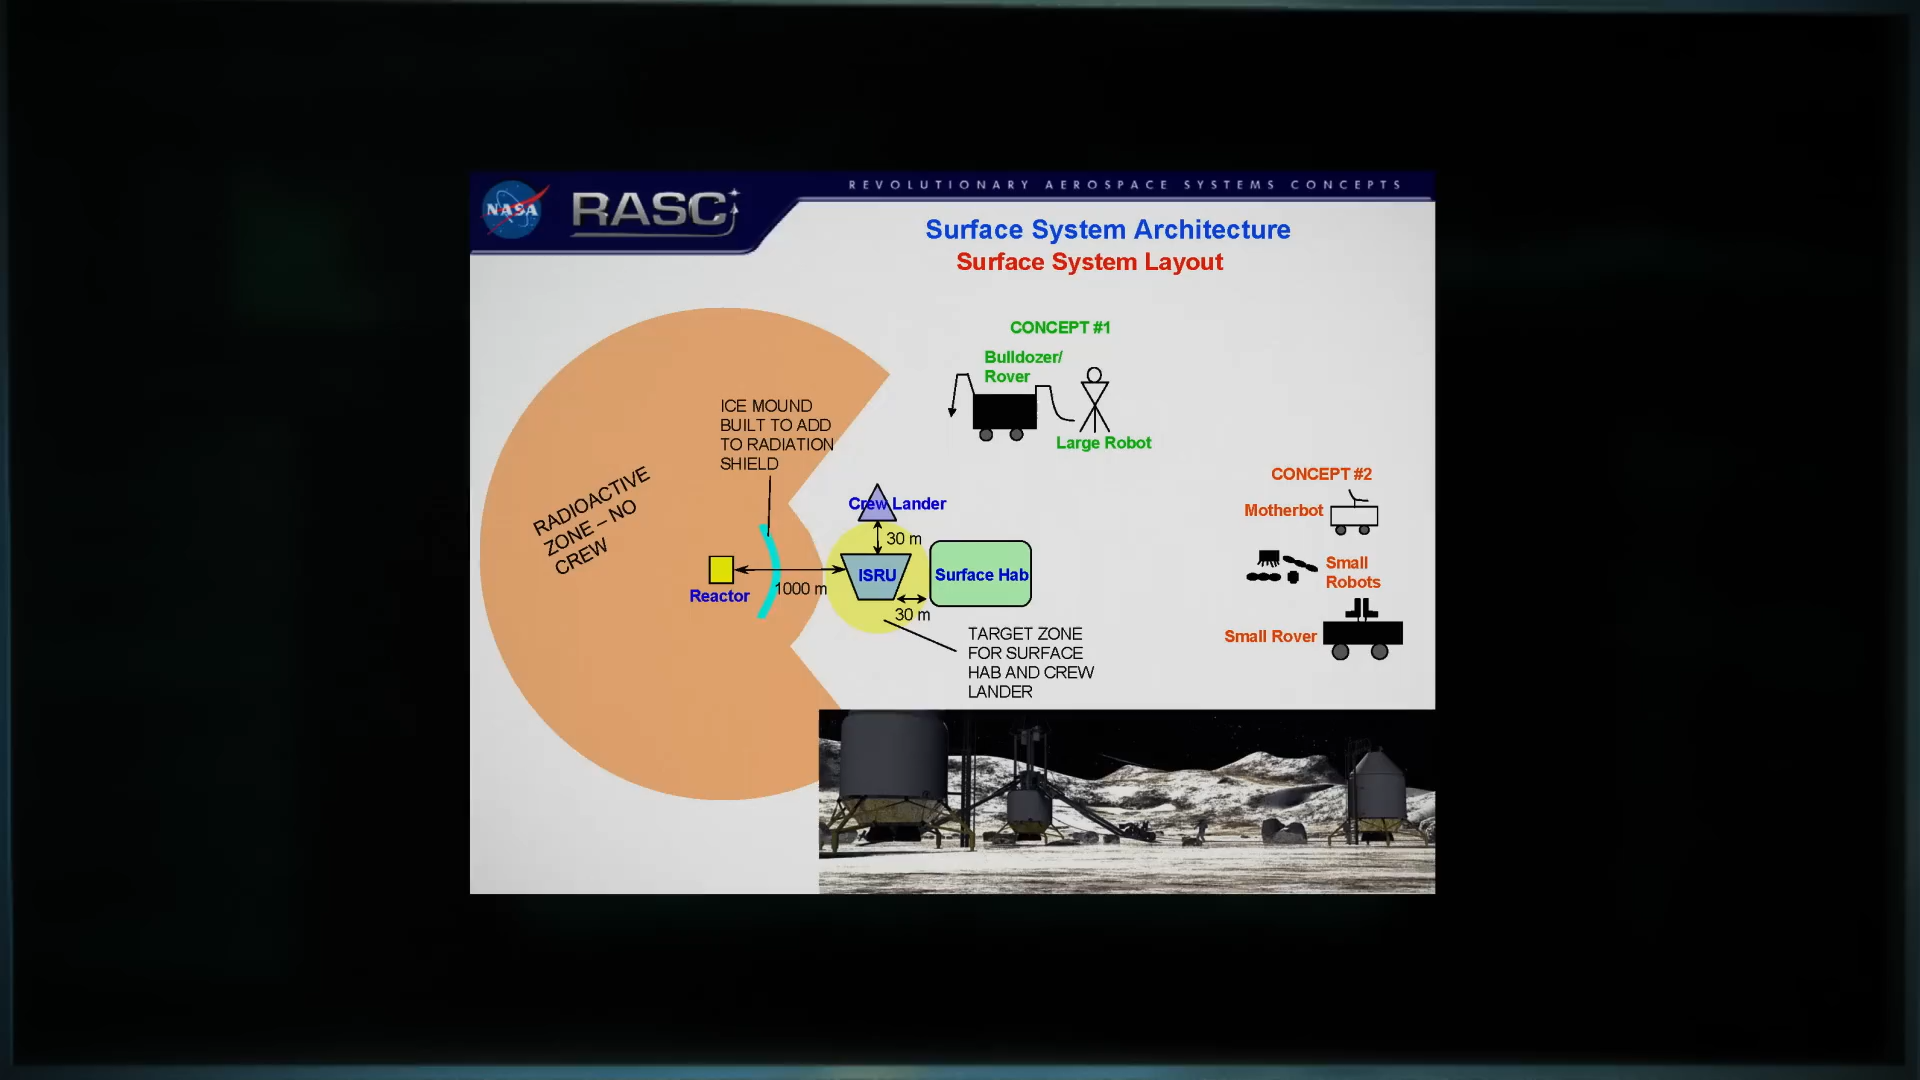 REVOLUTIONARY AEROSPACE SYSTEMS CONCEPTS
NASA
RASC
Surface System Architecture
Surface System Layout
CONCEPT #1
Bulldozer/
Rover
Large Robot
ICE MOUND
BUILT TO ADD
TO RADIATION
SHIELD
RADIOACTIVE
ZONE – NO
CREW
CONCEPT #2
Motherbot
Small
Robots
Small Rover
Crew Lander
30 m
ISRU
Surface Hab
Reactor
1000 m
30 m
TARGET ZONE
FOR SURFACE
HAB AND CREW
LANDER